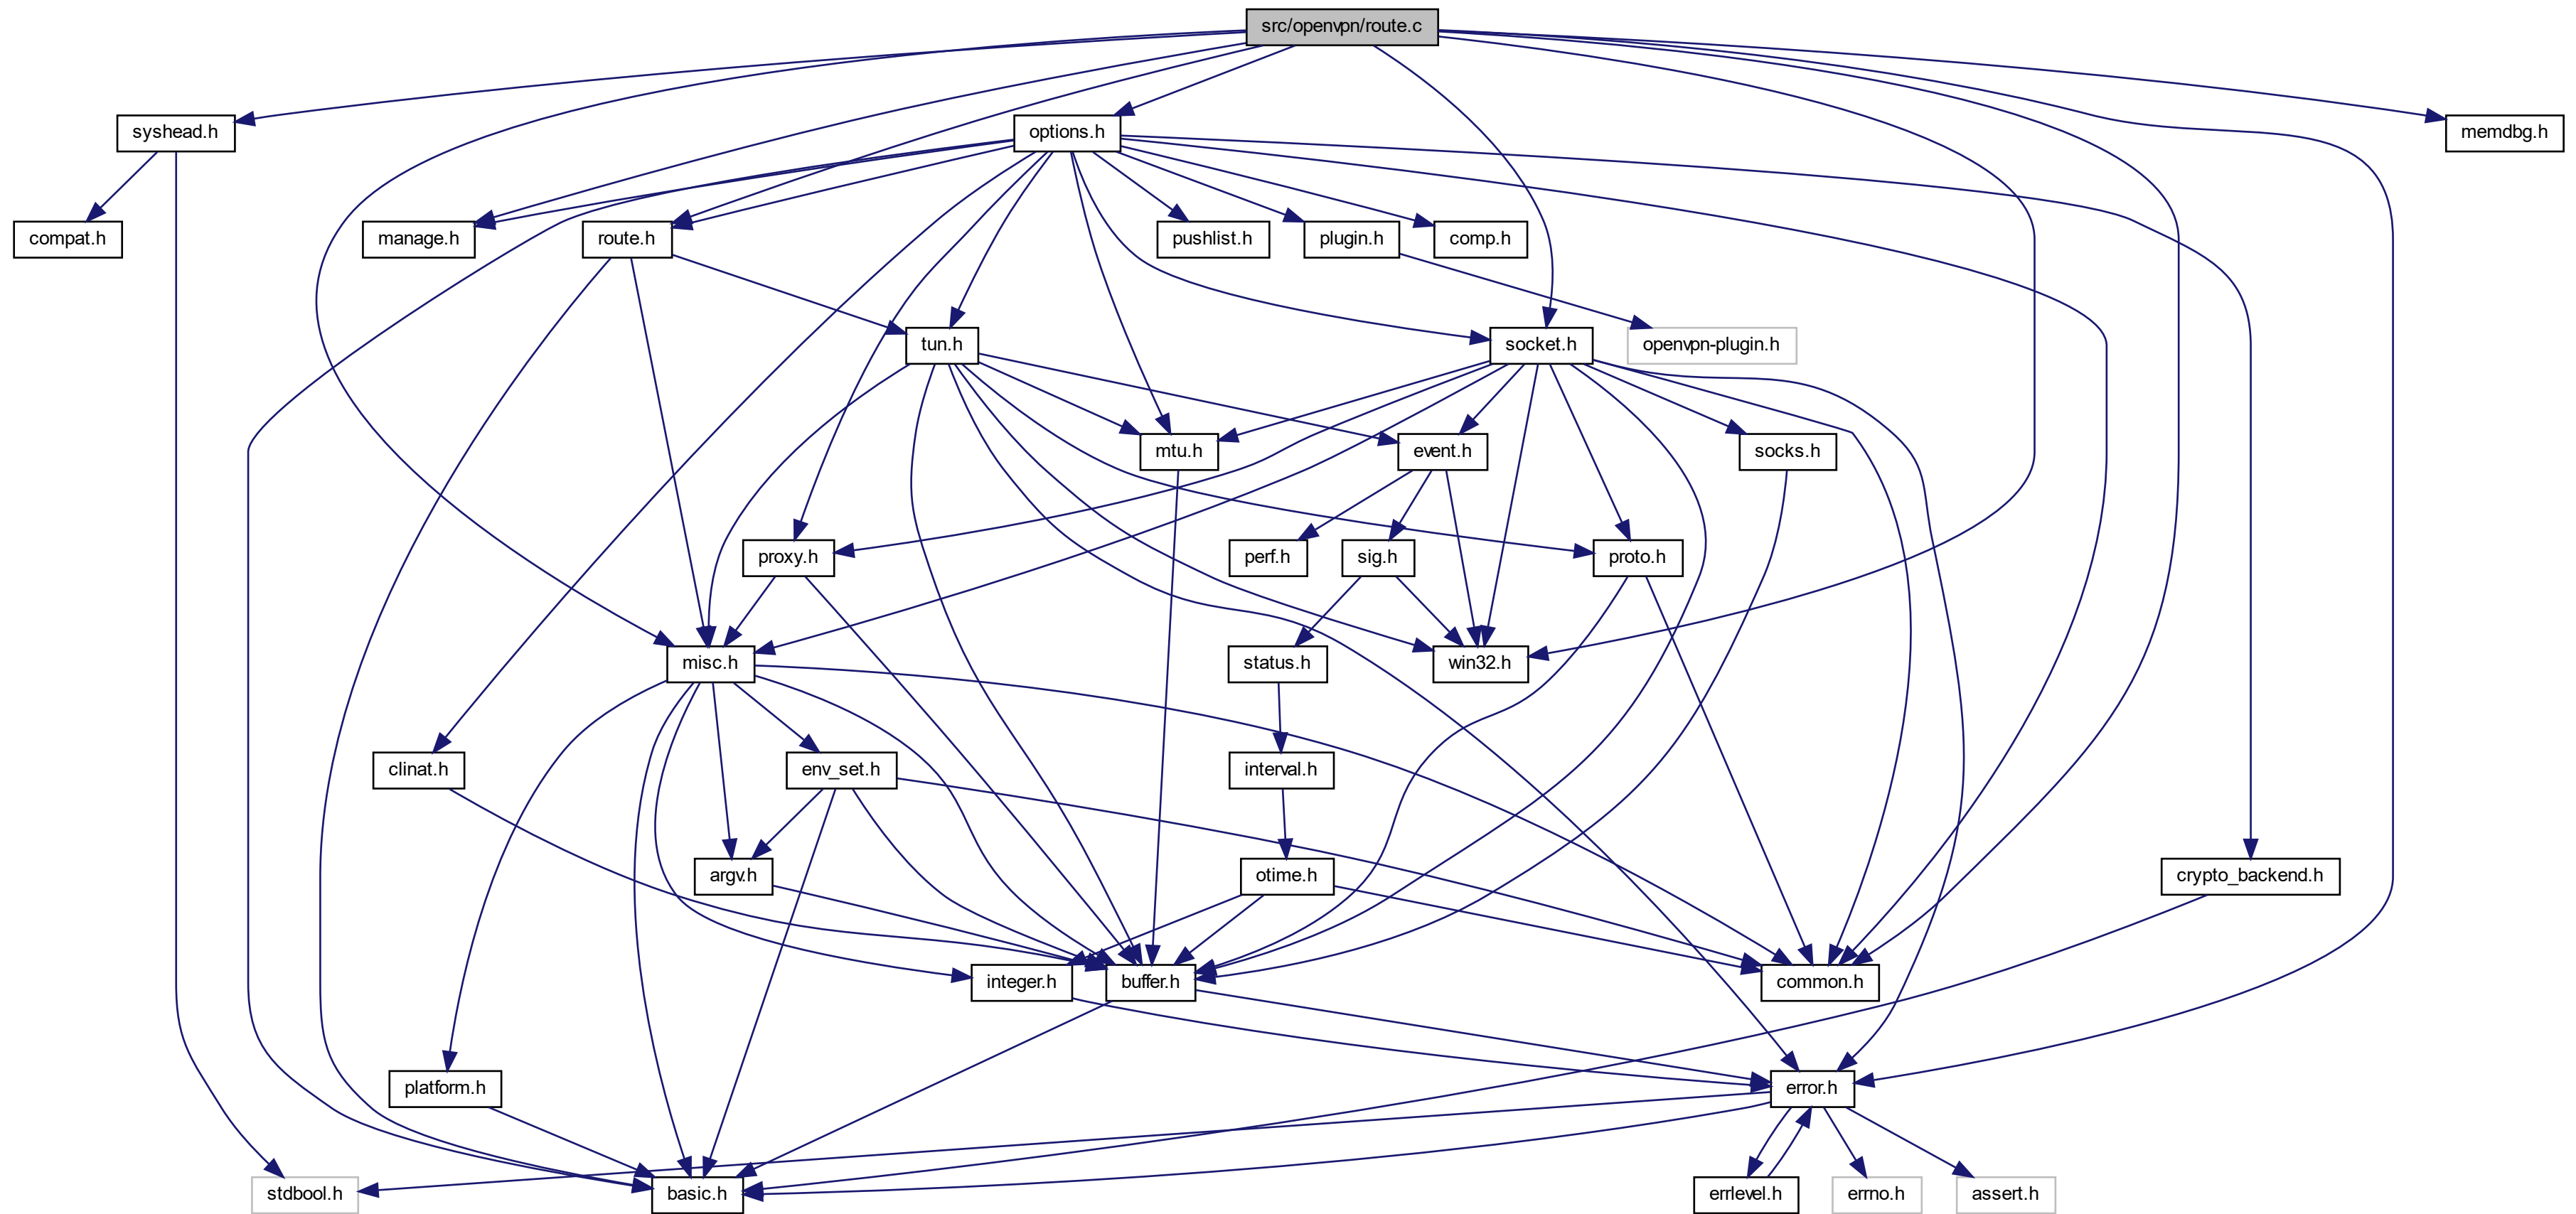 src/openvpn/route.c
syshead.h
options.h
memdbg.h
compat.h
manage.h
route.h
pushlist.h
plugin.h
comp.h
tun.h
socket.h
openvpn-plugin.h
mtu.h
event.h
socks.h
proxy.h
perf.h
sig.h
proto.h
misc.h
status.h
win32.h
clinat.h
env_set.h
interval.h
argv.h
otime.h
crypto_backend.h
integer.h
buffer.h
common.h
platform.h
error.h
stdbool.h
basic.h
errlevel.h
errno.h
assert.h